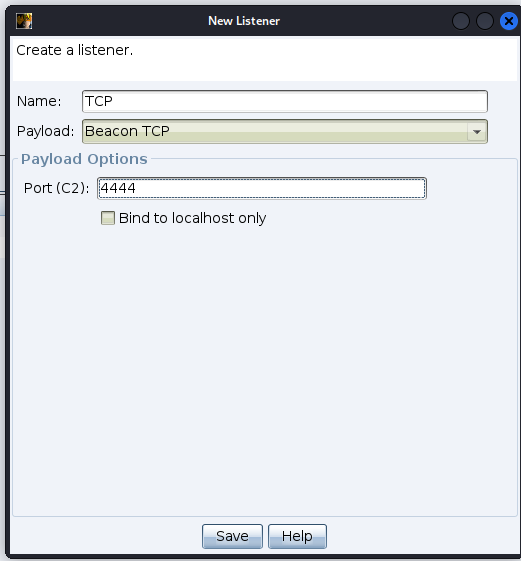 New Listener
Create a listener.
Name: TCP
Payload: Beacon TCP
Payload Options
Port (C2): 4444
Bind to localhost only
Save Help